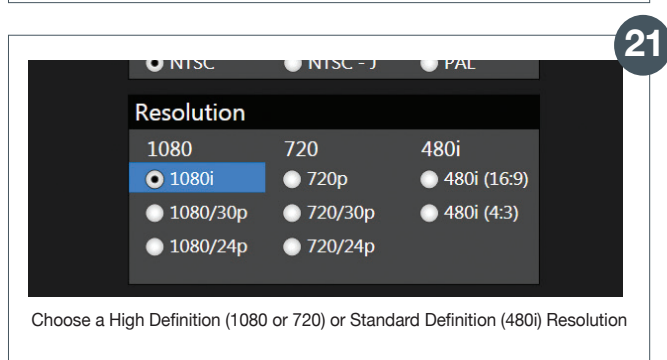 21
NTSC NTSC - J PAL
Resolution
1080 720 480i
1080i 720p 480i (16:9)
1080/30p 720/30p 480i (4:3)
1080/24p 720/24p
Choose a High Definition (1080 or 720) or Standard Definition (480i) Resolution